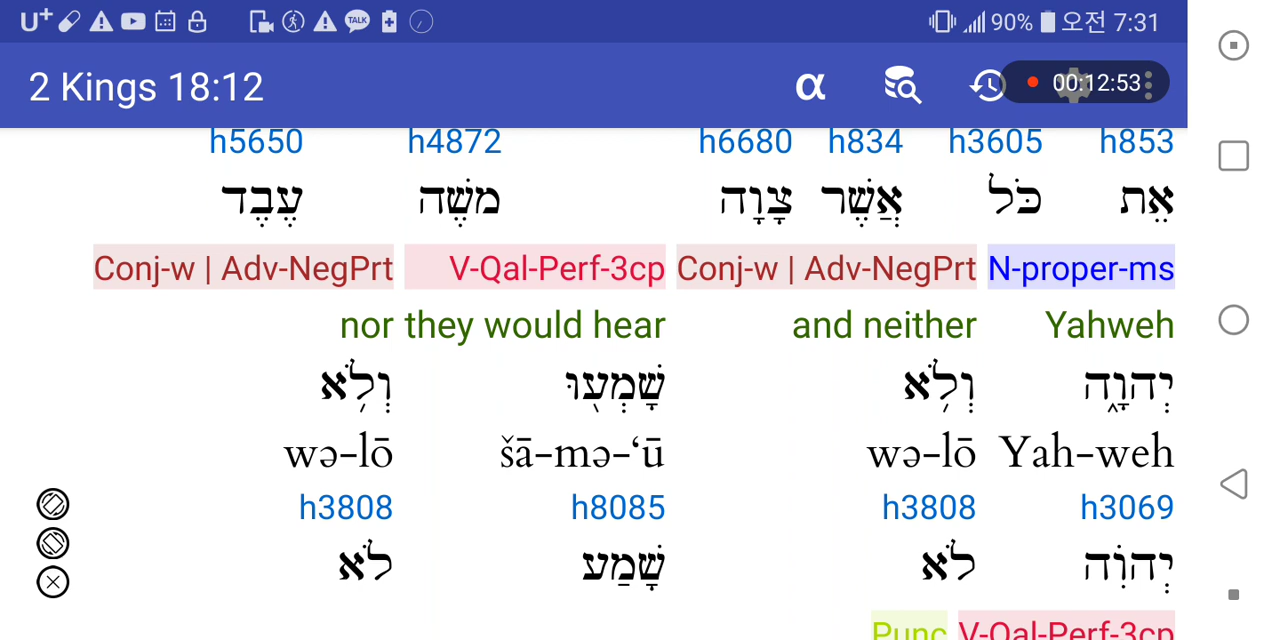 U+ TALK 90% 오전 7:31
2 Kings 18:12 α 00:12:53
h5650 h4872 h6680 h834 h3605 h853
אֵת כֹּל אֲשֶׁר צָוָה משֶׁה עֶבֶד
Conj-w | Adv-NegPrt V-Qal-Perf-3cp Conj-w | Adv-NegPrt N-proper-ms
nor they would hear and neither Yahweh
יְהוָ֑ה וְלֹ֥א שָׁמְע֖וּ וְלֹ֥א
wə-lō šā-mə-‘ū wə-lō Yah-weh
h3808 h8085 h3808 h3069
יְהוִֹה לֹא שָׁמַע לֹא
Punc V-Qal-Perf-3cp